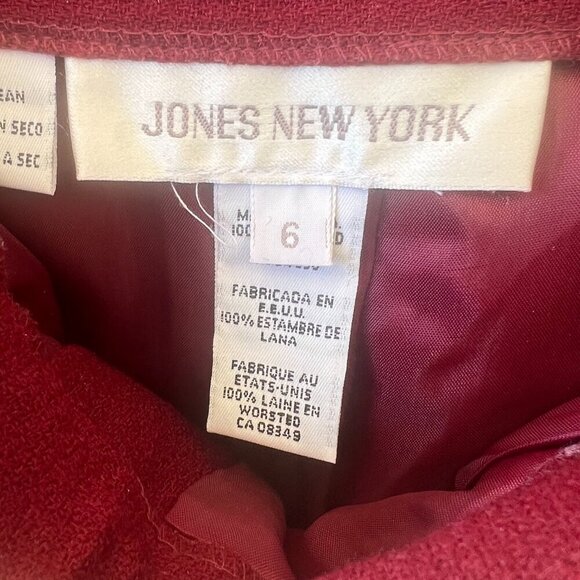 EAN
N SECO
A SEC
JONES NEW YORK
6
100
FABRICADA EN
E.E.U.U.
100% ESTAMBRE DE
LANA
FABRIQUE AU
ETATS-UNIS
100% LAINE EN
WORSTED
CA 08349